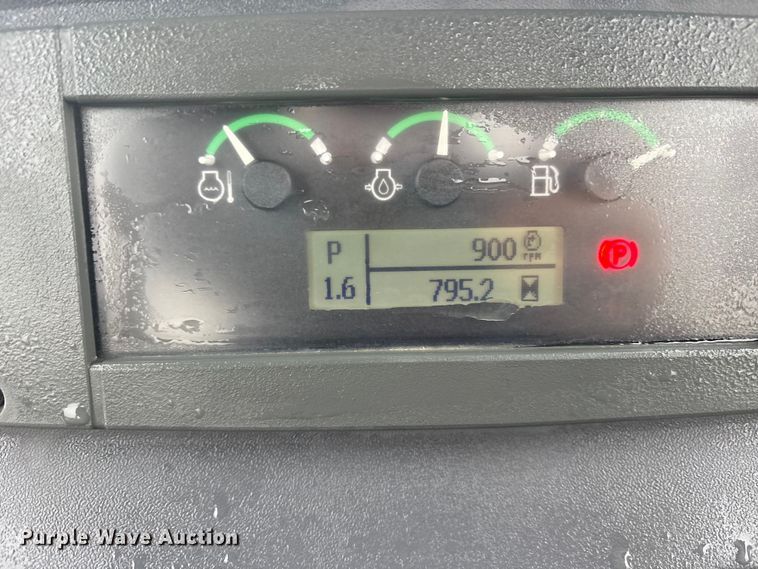 P 900 rpm
1.6 795.2
P
Purple Wave Auction